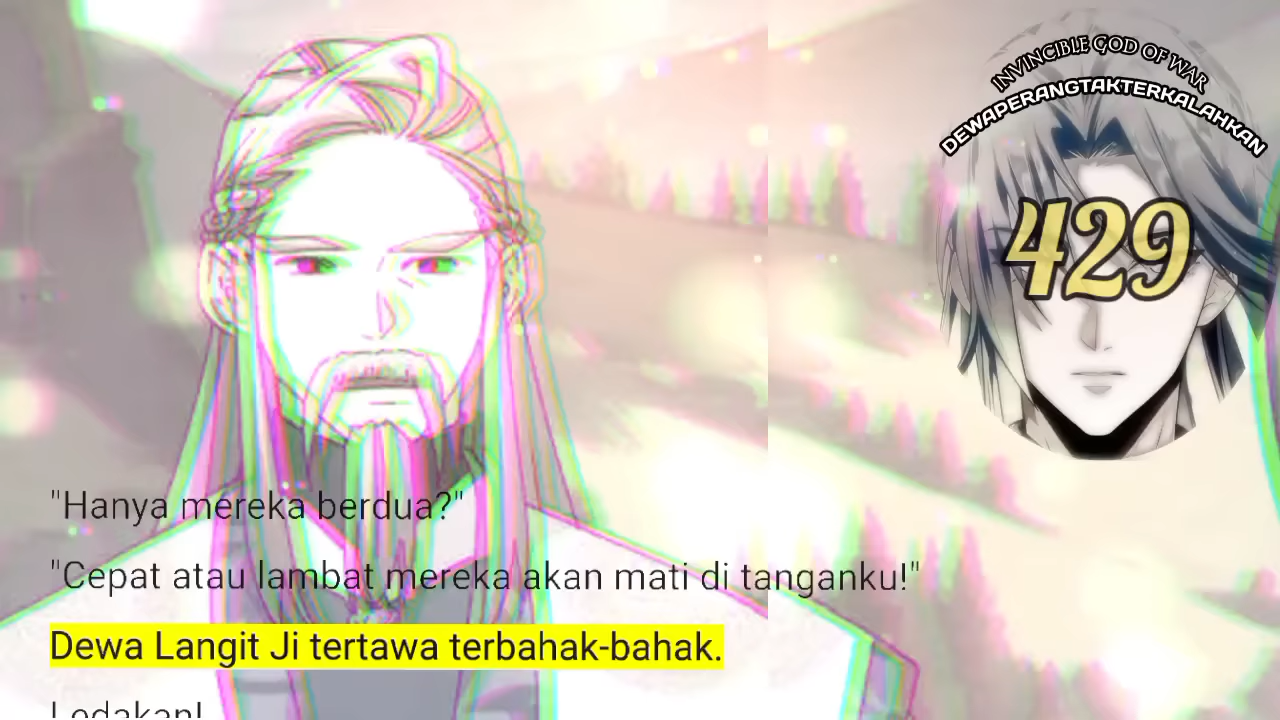 INVINCIBLE GOD OF WAR
DEWAPERANGTAKTERKALAHKAN
429
"Hanya mereka berdua?"
"Cepat atau lambat mereka akan mati di tanganku!"
Dewa Langit Ji tertawa terbahak-bahak.
Ledakan!